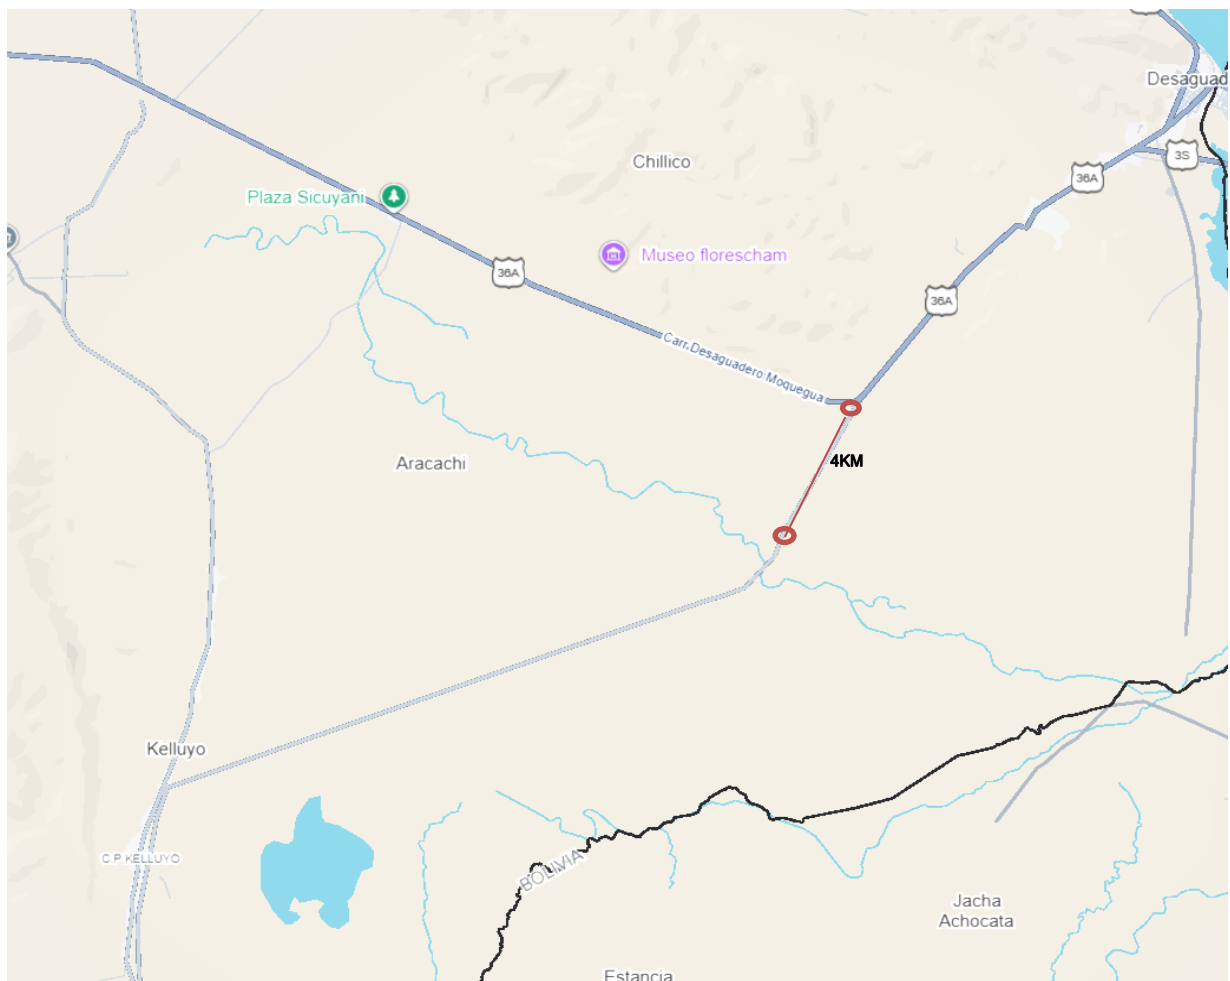 Desaguad
Chillico
3S
36A
Plaza Sicuyani
Museo florescham
36A
36A
Carr.Desaguadero Moquegua
Aracachi
4KM
Kelluyo
C.P. KELLUYO
BOLIVIA
Jacha
Achocata
Estancia